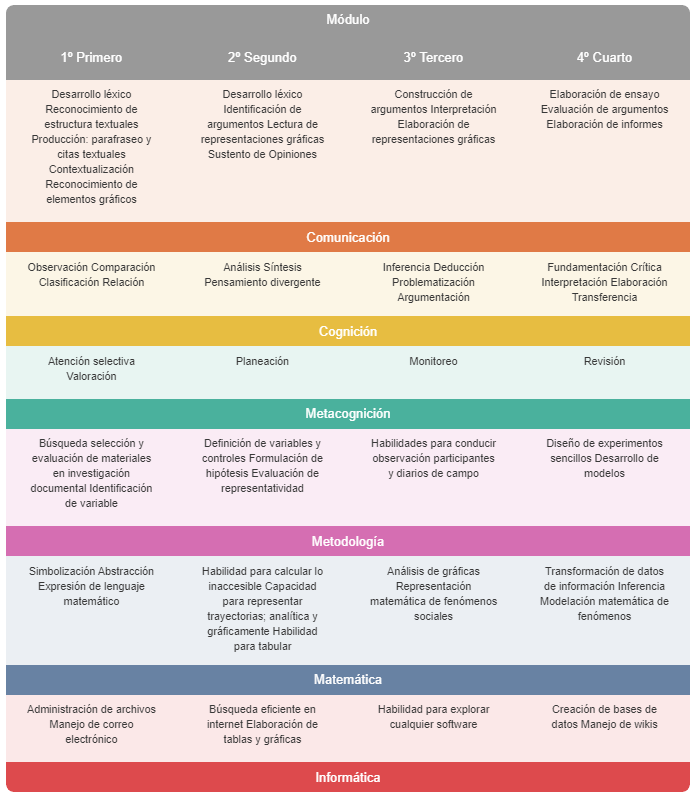 Módulo
1º Primero
2º Segundo
3º Tercero
4º Cuarto
Desarrollo léxico
Reconocimiento de
estructura textuales
Producción: parafraseo y
citas textuales
Contextualización
Reconocimiento de
elementos gráficos
Desarrollo léxico
Identificación de
argumentos Lectura de
representaciones gráficas
Sustento de Opiniones
Construcción de
argumentos Interpretación
Elaboración de
representaciones gráficas
Elaboración de ensayo
Evaluación de argumentos
Elaboración de informes
Comunicación
Observación Comparación
Clasificación Relación
Análisis Síntesis
Pensamiento divergente
Inferencia Deducción
Problematización
Argumentación
Fundamentación Crítica
Interpretación Elaboración
Transferencia
Cognición
Atención selectiva
Valoración
Planeación
Monitoreo
Revisión
Metacognición
Búsqueda selección y
evaluación de materiales
en investigación
documental Identificación
de variable
Definición de variables y
controles Formulación de
hipótesis Evaluación de
representatividad
Habilidades para conducir
observación participantes
y diarios de campo
Diseño de experimentos
sencillos Desarrollo de
modelos
Metodología
Simbolización Abstracción
Expresión de lenguaje
matemático
Habilidad para calcular lo
inaccesible Capacidad
para representar
trayectorias; analítica y
gráficamente Habilidad
para tabular
Análisis de gráficas
Representación
matemática de fenómenos
sociales
Transformación de datos
de información Inferencia
Modelación matemática de
fenómenos
Matemática
Administración de archivos
Manejo de correo
electrónico
Búsqueda eficiente en
internet Elaboración de
tablas y gráficas
Habilidad para explorar
cualquier software
Creación de bases de
datos Manejo de wikis
Informática